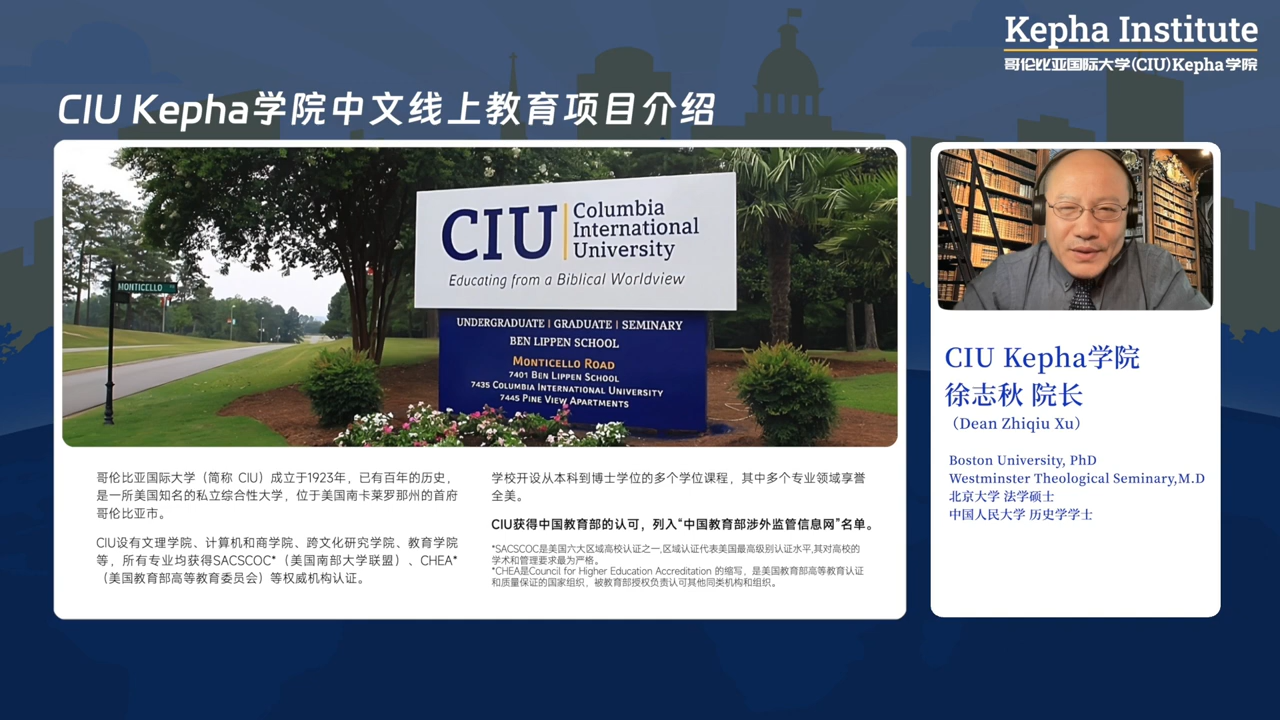 Kepha Institute
哥伦比亚国际大学(CIU)Kepha学院
CIU Kepha学院中文线上教育项目介绍
MONTICELLO RD
CIU
Columbia
International
University
Educating from a Biblical Worldview
UNDERGRADUATE | GRADUATE | SEMINARY
BEN LIPPEN SCHOOL
MONTICELLO ROAD
7401 BEN LIPPEN SCHOOL
7435 COLUMBIA INTERNATIONAL UNIVERSITY
7445 PINE VIEW APARTMENTS
哥伦比亚国际大学（简称 CIU）成立于1923年，已有百年的历史，
是一所美国知名的私立综合性大学，位于美国南卡莱罗那州的首府
哥伦比亚市。
CIU设有文理学院、计算机和商学院、跨文化研究学院、教育学院
等，所有专业均获得SACSCOC*（美国南部大学联盟）、CHEA*
（美国教育部高等教育委员会）等权威机构认证。
学校开设从本科到博士学位的多个学位课程，其中多个专业领域享誉
全美。
CIU获得中国教育部的认可，列入“中国教育部涉外监管信息网”名单。
*SACSCOC是美国六大区域高校认证之一,区域认证代表美国最高级别认证水平,其对高校的
学术和管理要求最为严格。
*CHEA是Council for Higher Education Accreditation 的缩写，是美国教育部高等教育认证
和质量保证的国家组织，被教育部授权负责认可其他同类机构和组织。
CIU Kepha学院
徐志秋 院长
（Dean Zhiqiu Xu）
Boston University, PhD
Westminster Theological Seminary,M.D
北京大学 法学硕士
中国人民大学 历史学学士